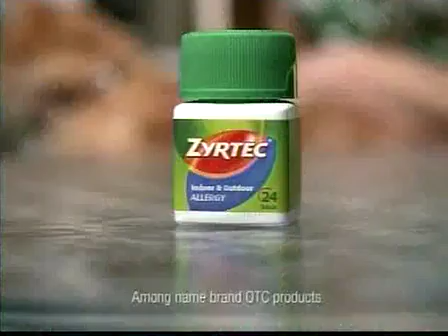 ZYRTEC
Indoor & Outdoor
ALLERGY
24
Among name brand OTC products